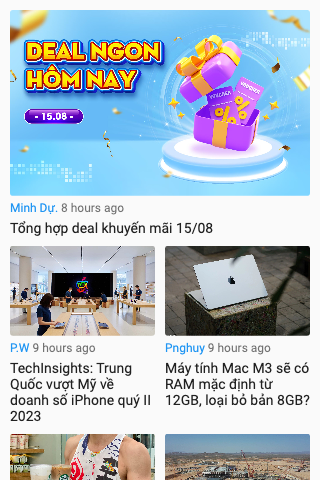 DEAL NGON
HÔM NAY
- 15.08 -
VOUCHER
VOUCHER
Minh Dự. 8 hours ago
Tổng hợp deal khuyến mãi 15/08
P.W 9 hours ago
TechInsights: Trung
Quốc vượt Mỹ về
doanh số iPhone quý II
2023
Pnghuy 9 hours ago
Máy tính Mac M3 sẽ có
RAM mặc định từ
12GB, loại bỏ bản 8GB?